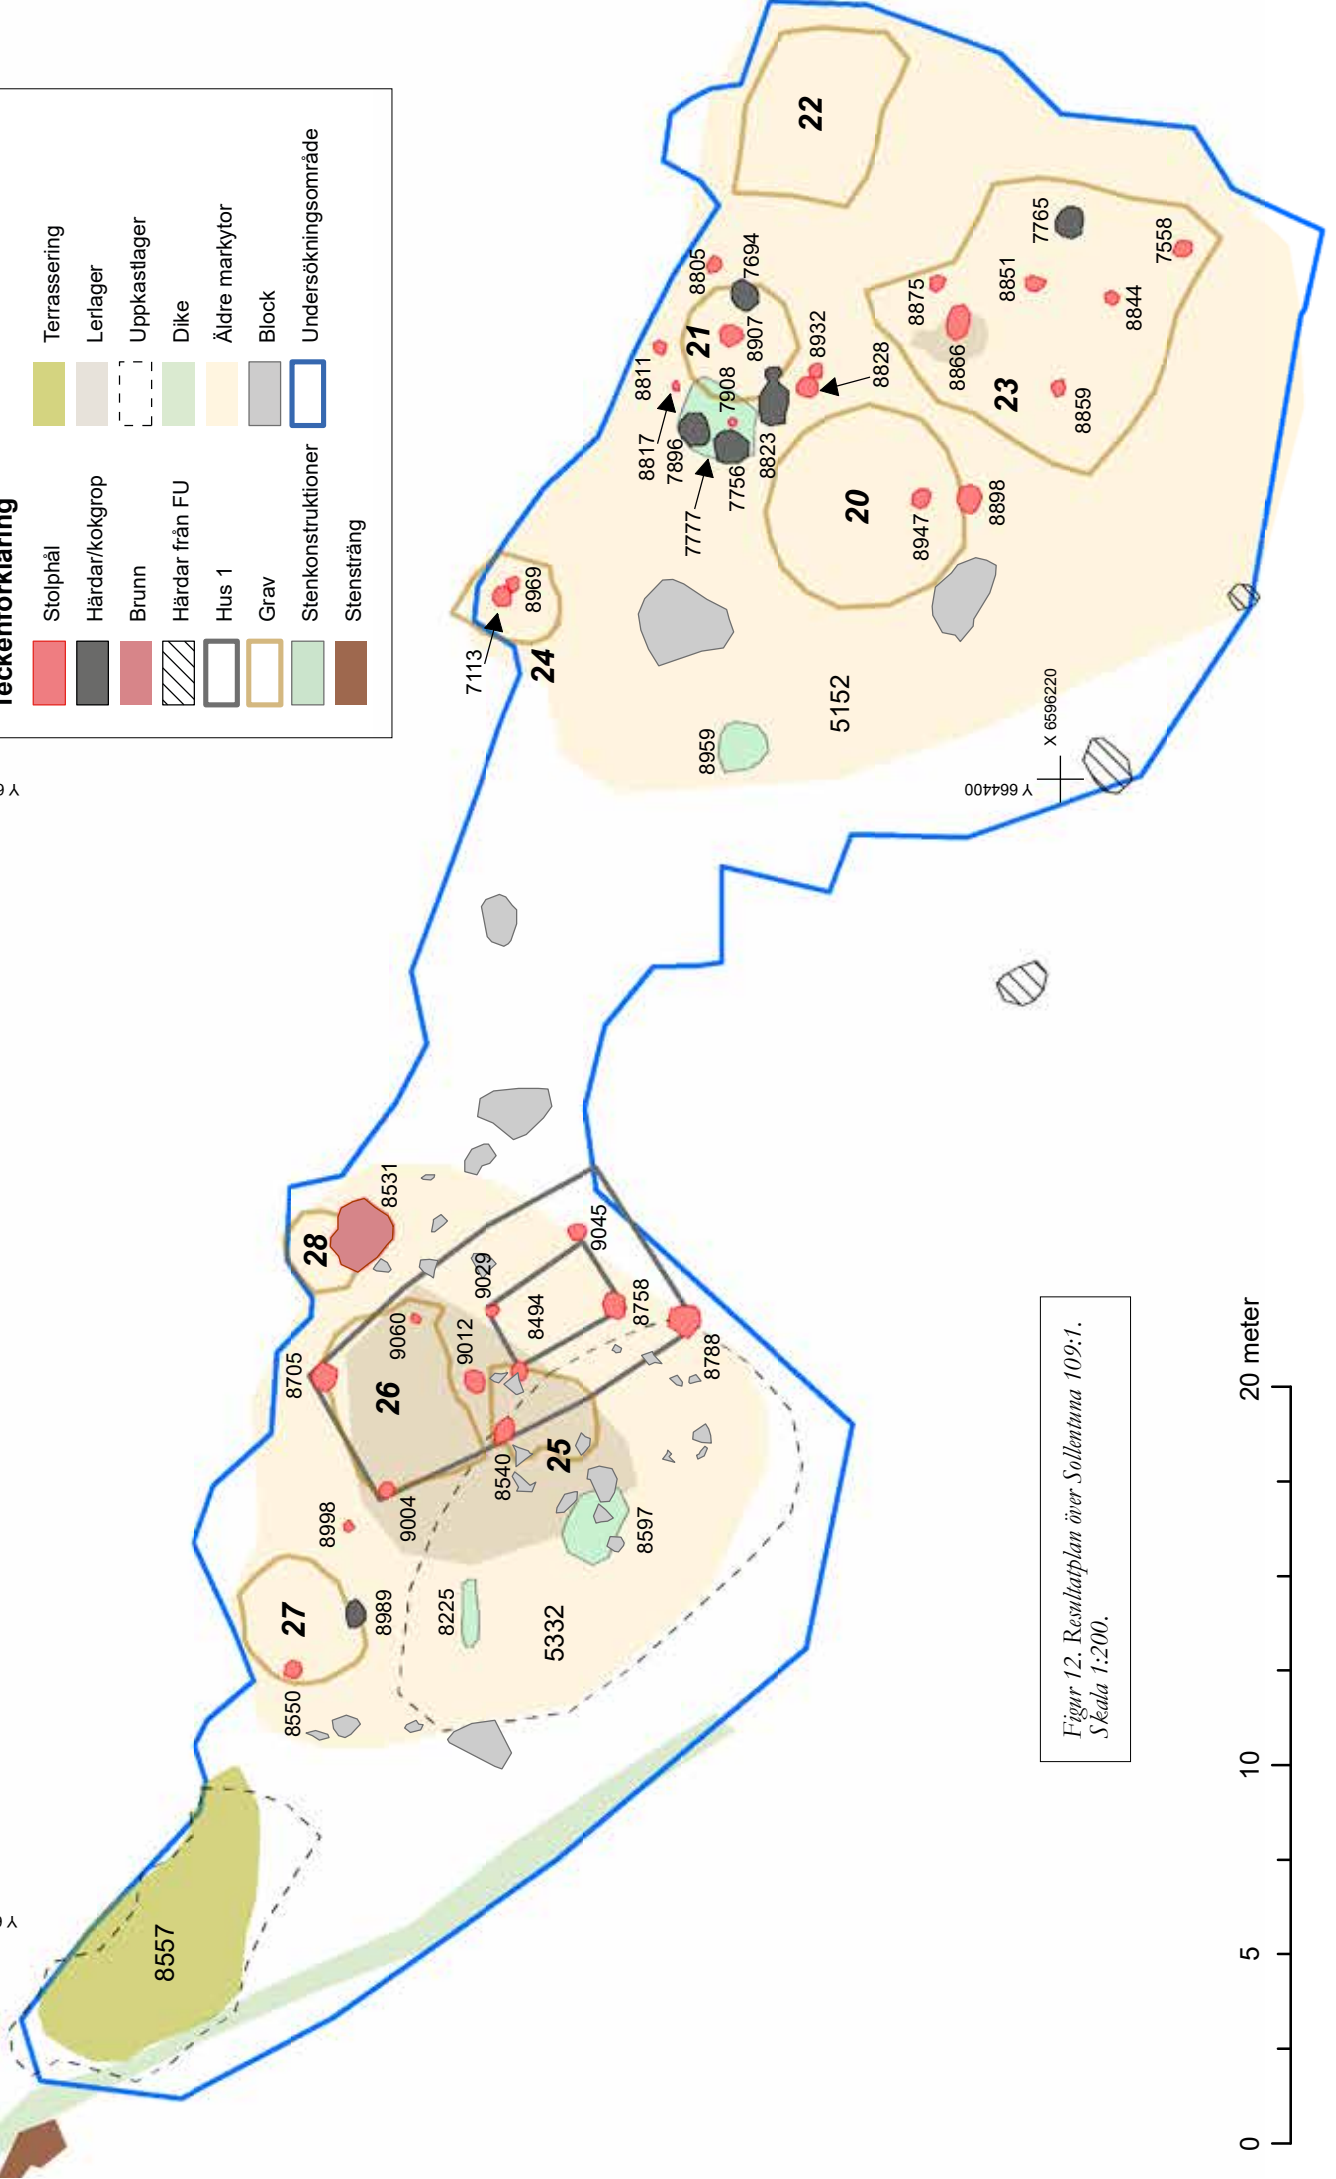 Teckenförklaring
Stolphål
Härdar/kokgrop
Brunn
Härdar från FU
Hus 1
Grav
Stenkonstruktioner
Stensträng
Terrassering
Lerlager
Uppkastlager
Dike
Äldre markytor
Block
Undersökningsområde
8557
8550
27
8989
8998
8225
5332
9004
8705
26
9060
9012
8540
25
8597
9029
8494
8758
8788
9045
28
8531
7113
24
8969
8959
5152
Y 664400
X 6596220
8811
8817
7896
7777
7756
7908
8823
21
8805
7694
8907
8932
8828
20
8947
8898
22
23
8875
8866
8851
8859
8844
7765
7558
Figur 12. Resultatplan över Sollentuna 109:1.
Skala 1:200.
0
5
10
20 meter